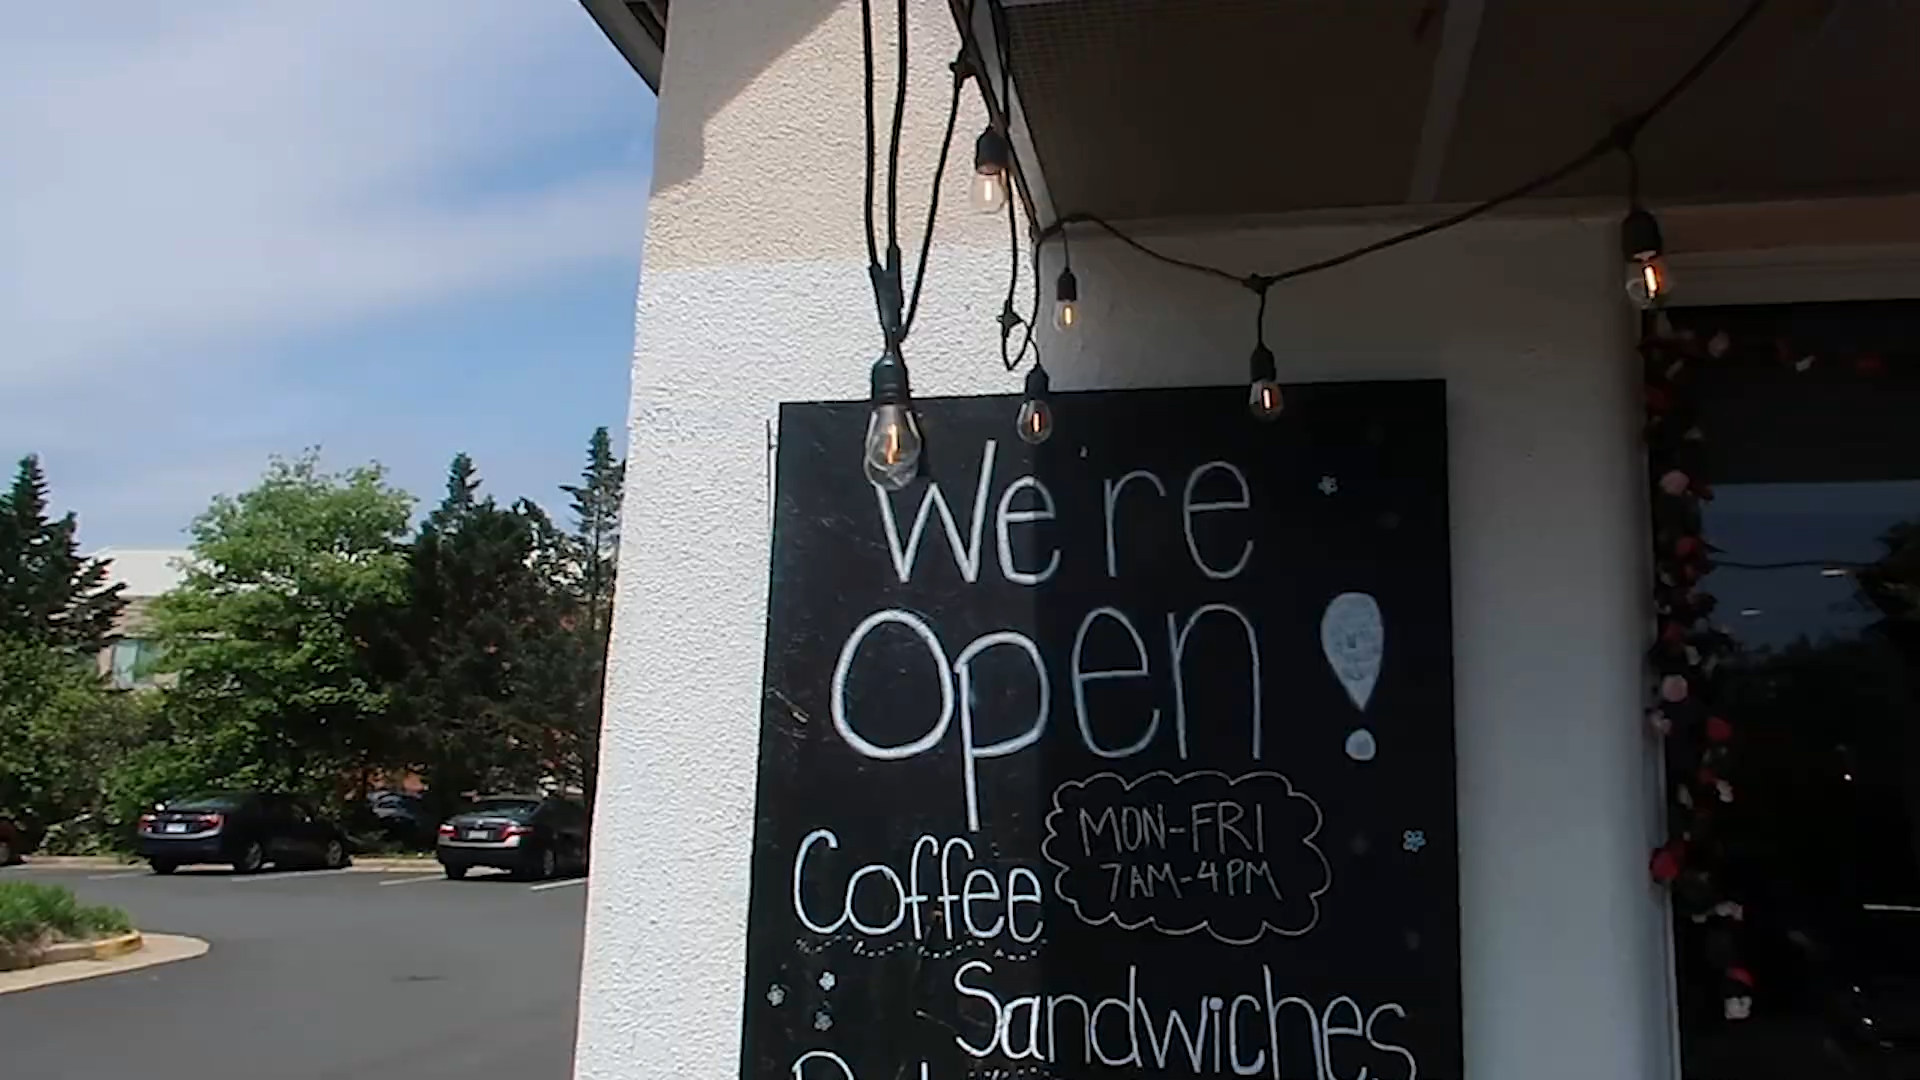 We're
open!
MON-FRI
7AM-4PM
Coffee
Sandwiches